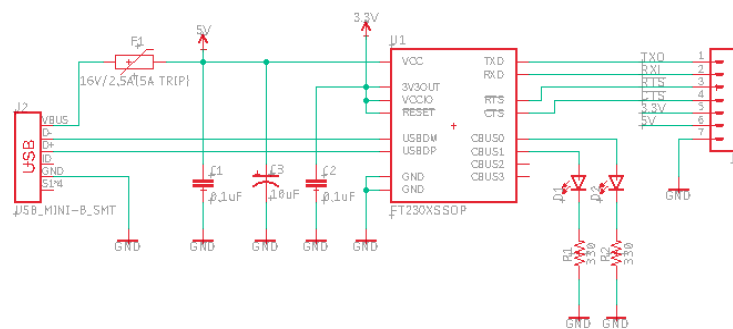 3.3V
F1
5V
U1
16V/2.5A(5A TRIP)
VCC
TXD
TXO
1
RXD
RXI
2
3V3OUT
RTS
RTS
3
VCCIO
CTS
CTS
4
RESET
3.3V
5
5V
6
7
J2
VBUS
D-
D+
ID
GND
S1*4
USB
USB_MINI-B_SMT
USBDM
CBUS0
USBDP
CBUS1
CBUS2
GND
CBUS3
GND
FT230XSSOP
C1
0.1uF
C3
10uF
C2
0.1uF
D1
D2
R1
330
R2
330
GND
GND
GND
GND
GND
GND
GND
GND